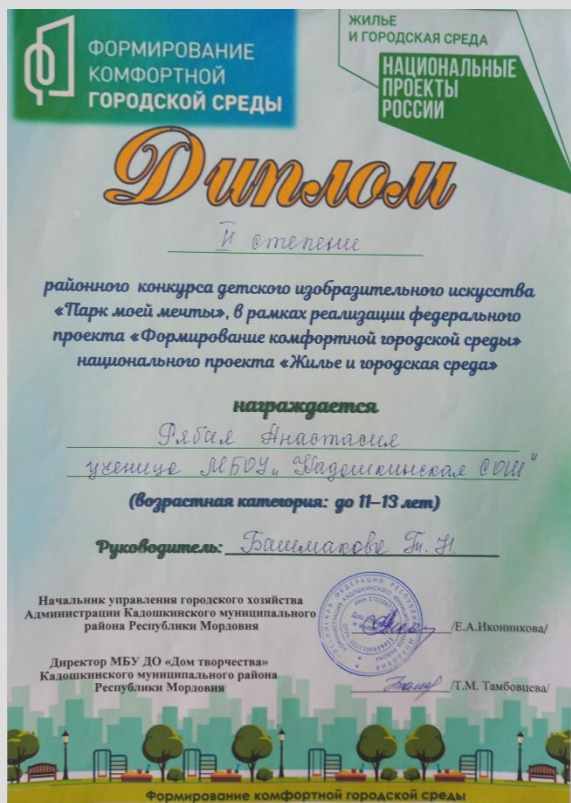 ФОРМИРОВАНИЕ
КОМФОРТНОЙ
ГОРОДСКОЙ СРЕДЫ
ЖИЛЬЕ
И ГОРОДСКАЯ СРЕДА
НАЦИОНАЛЬНЫЕ
ПРОЕКТЫ
РОССИИ
Диплом
II степени
районного конкурса детского изобразительного искусства
«Парк моей мечты», в рамках реализации федерального
проекта «Формирование комфортной городской среды»
национального проекта «Жилье и городская среда»
награждается
Рябая Анастасия
ученица МБОУ „Кадошкинская СОШ"
(возрастная категория: до 11–13 лет)
Руководитель: Башмакова Т. Н.
Начальник управления городского хозяйства
Администрации Кадошкинского муниципального
района Республики Мордовия
/Е.А.Иконникова/
Директор МБУ ДО «Дом творчества»
Кадошкинского муниципального района
Республики Мордовия
/Т.М. Тамбовцева/
Формирование комфортной городской среды